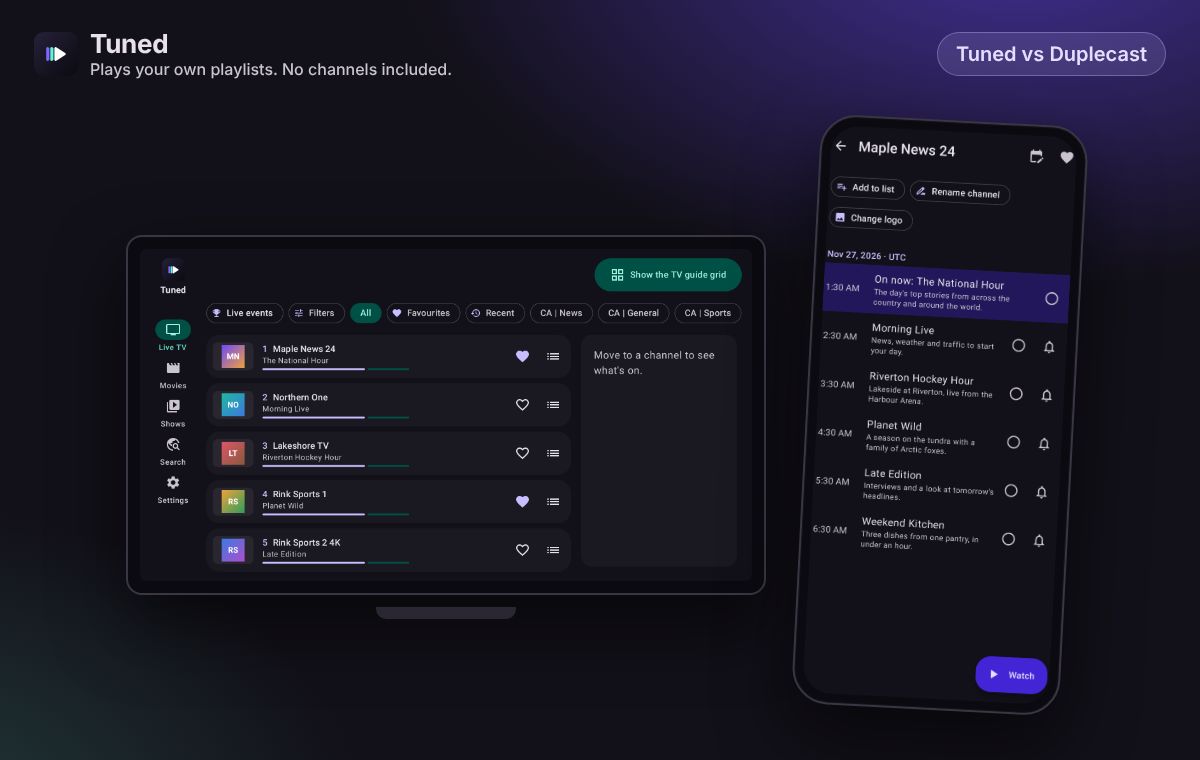 Tuned
Plays your own playlists. No channels included.
Tuned vs Duplecast
Tuned
Live TV
Movies
Shows
Search
Settings
Show the TV guide grid
Live events
Filters
All
Favourites
Recent
CA | News
CA | General
CA | Sports
MN
1 Maple News 24
The National Hour
NO
2 Northern One
Morning Live
LT
3 Lakeshore TV
Riverton Hockey Hour
RS
4 Rink Sports 1
Planet Wild
RS
5 Rink Sports 2 4K
Late Edition
Move to a channel to see
what's on.
Maple News 24
Add to list
Rename channel
Change logo
Nov 27, 2026 · UTC
1:30 AM
On now: The National Hour
The day's top stories from across the
country and around the world.
2:30 AM
Morning Live
News, weather and traffic to start
your day.
3:30 AM
Riverton Hockey Hour
Lakeside at Riverton, live from the
Harbour Arena.
4:30 AM
Planet Wild
A season on the tundra with a
family of Arctic foxes.
5:30 AM
Late Edition
Interviews and a look at tomorrow's
headlines.
6:30 AM
Weekend Kitchen
Three dishes from one pantry, in
under an hour.
Watch